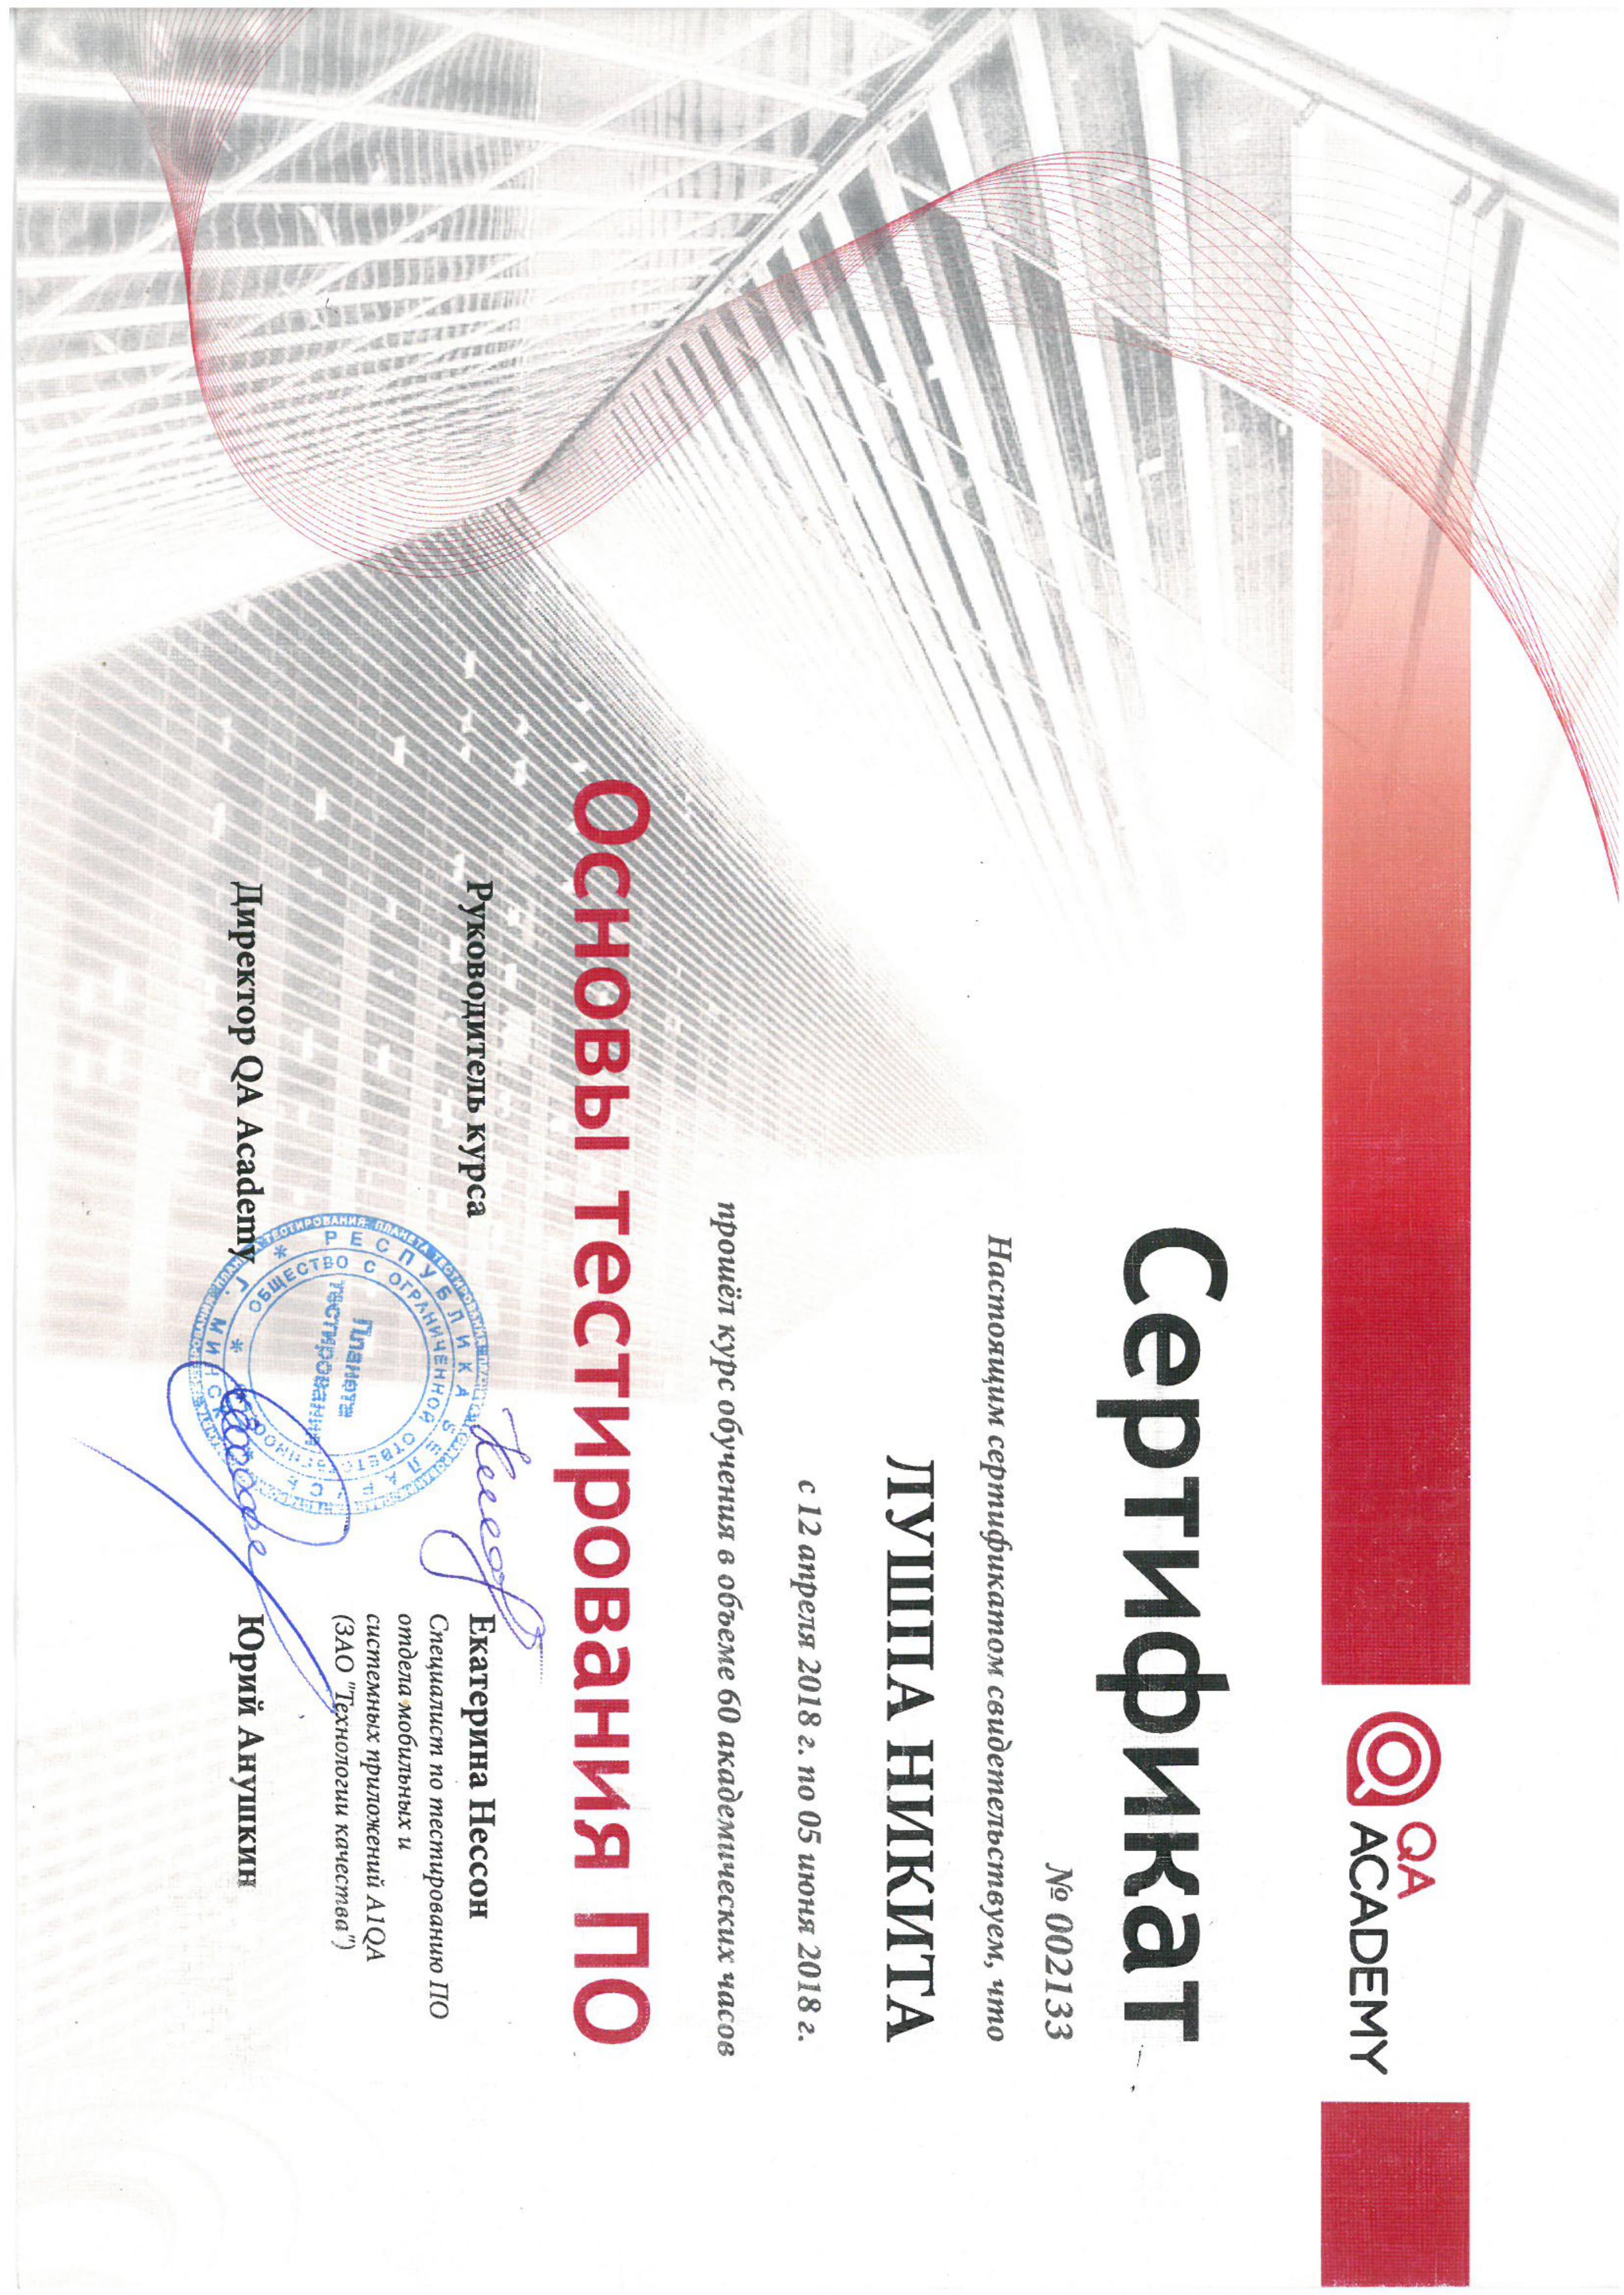 QA
ACADEMY
Сертификат
№ 002133
Настоящим сертификатом свидетельствуем, что
ЛУШПА НИКИТА
с 12 апреля 2018 г. по 05 июня 2018 г.
прошёл курс обучения в объеме 60 академических часов
Основы тестирования ПО
Руководитель курса
Екатерина Нессон
Специалист по тестированию ПО
отдела мобильных и
системных приложений A1QA
(ЗАО "Технологии качества")
РЕСПУБЛИКА БЕЛАРУСЬ
ОБЩЕСТВО С ОГРАНИЧЕННОЙ ОТВЕТСТВЕННОСТЬЮ
Планета
тестирования
Г. МИНСК
Директор QA Academy
Юрий Анушкин